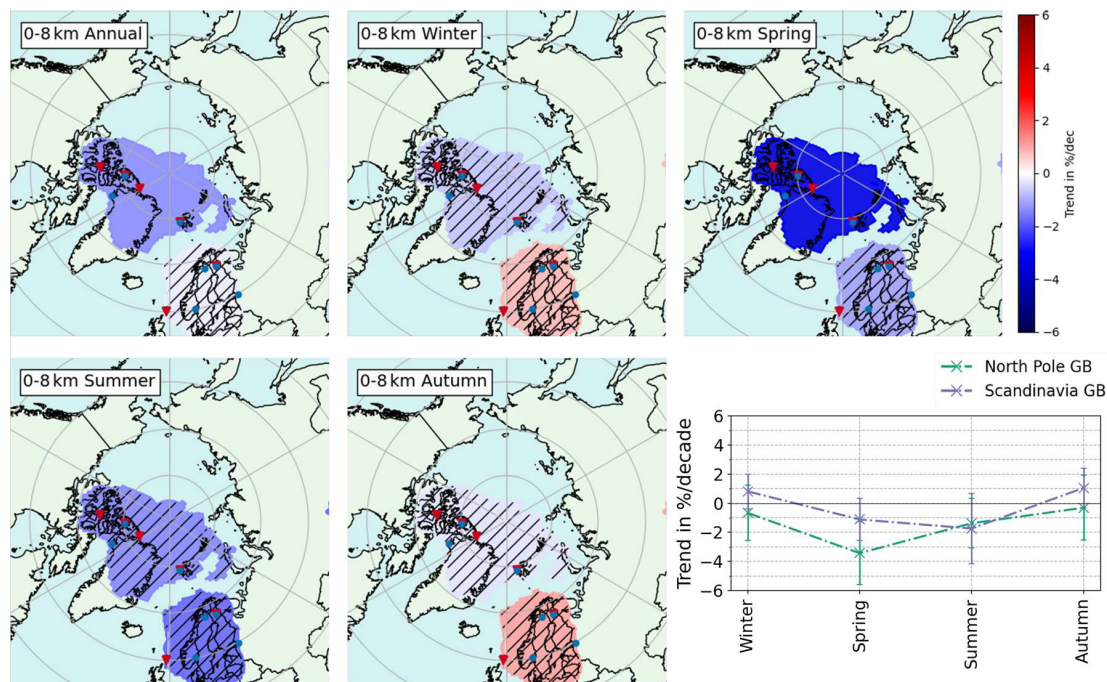 0-8 km Annual
0-8 km Winter
0-8 km Spring
6
4
2
0
−2
−4
−6
Trend in %/dec
0-8 km Summer
0-8 km Autumn
North Pole GB
Scandinavia GB
6
4
2
0
−2
−4
−6
Trend in %/decade
Winter
Spring
Summer
Autumn